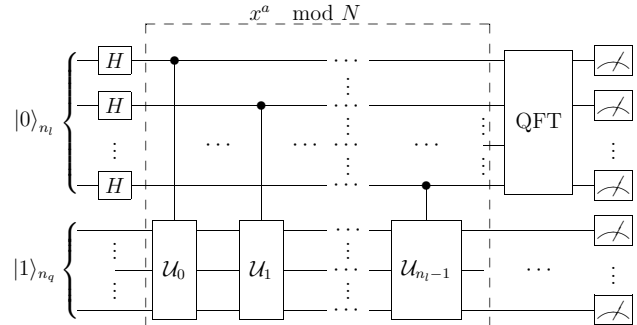 x^a mod N
H
H
|0⟩_{n_l}
QFT
H
|1⟩_{n_q}
𝒰_0 𝒰_1 𝒰_{n_l−1}